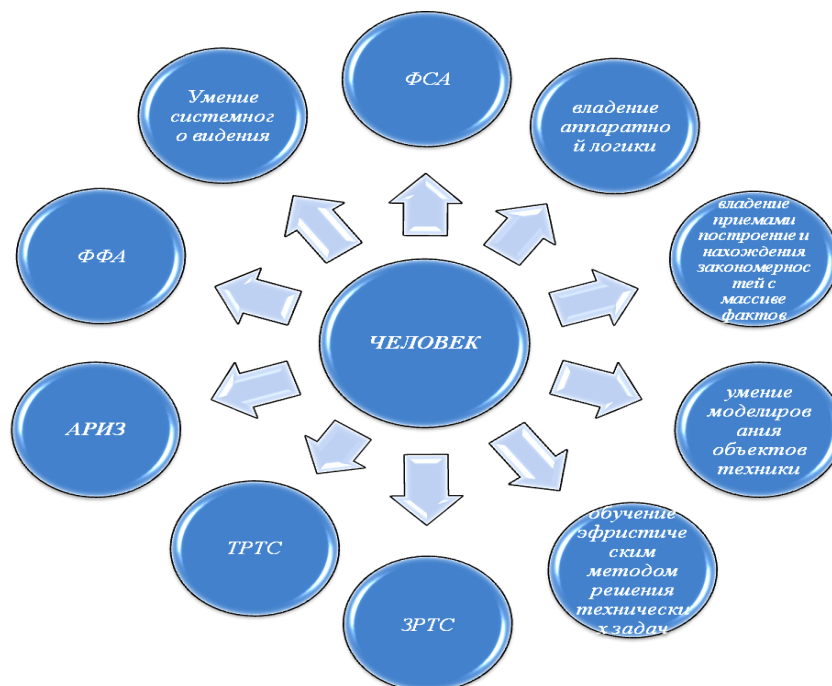 ФСА
владение
аппаратно
й логики
владение
приемами
построение и
нахождения
закономернос
тей с
массиве
фактов
умение
моделиров
ания
объектов
техники
обучение
эфристиче
ским
методом
решения
технически
х задач
ЗРТС
ТРТС
АРИЗ
ФФА
Умение
системног
о видения
ЧЕЛОВЕК